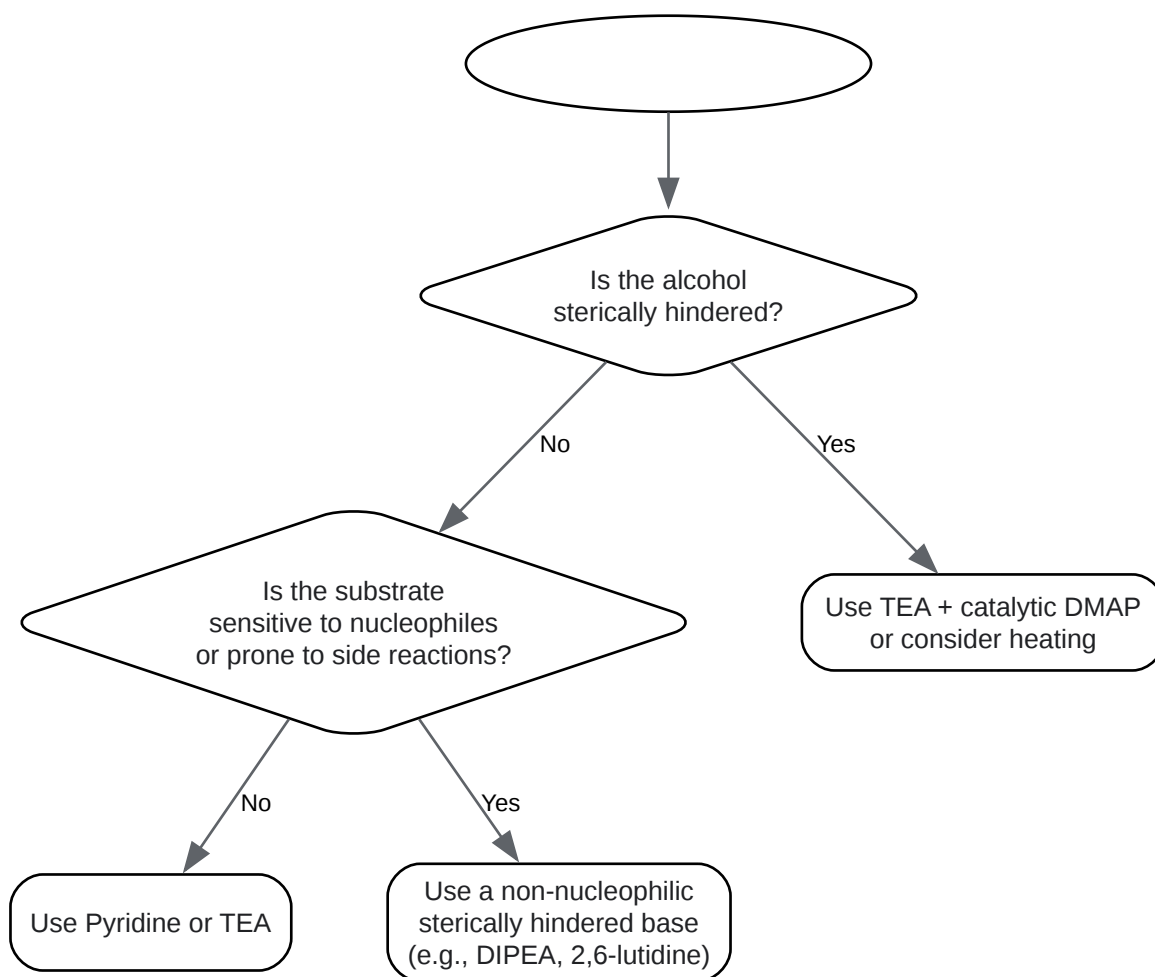 Is the alcohol
sterically hindered?
No
Yes
Is the substrate
sensitive to nucleophiles
or prone to side reactions?
Use TEA + catalytic DMAP
or consider heating
No
Yes
Use Pyridine or TEA
Use a non-nucleophilic
sterically hindered base
(e.g., DIPEA, 2,6-lutidine)